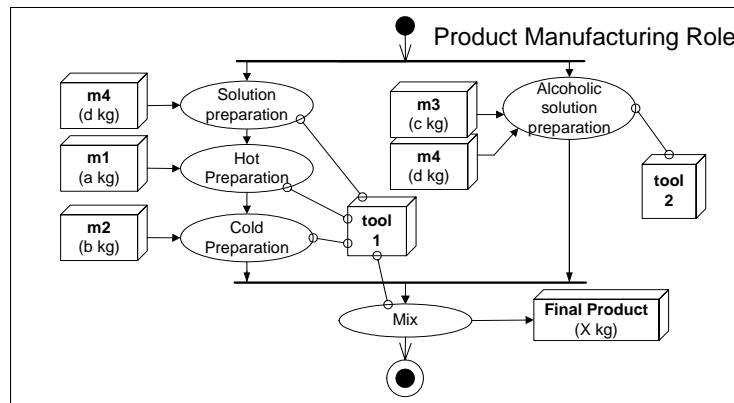 Product Manufacturing Role
m4
(d kg)
Solution
preparation
m3
(c kg)
Alcoholic
solution
preparation
m1
(a kg)
Hot
Preparation
m4
(d kg)
tool
2
m2
(b kg)
Cold
Preparation
tool
1
Mix
Final Product
(X kg)